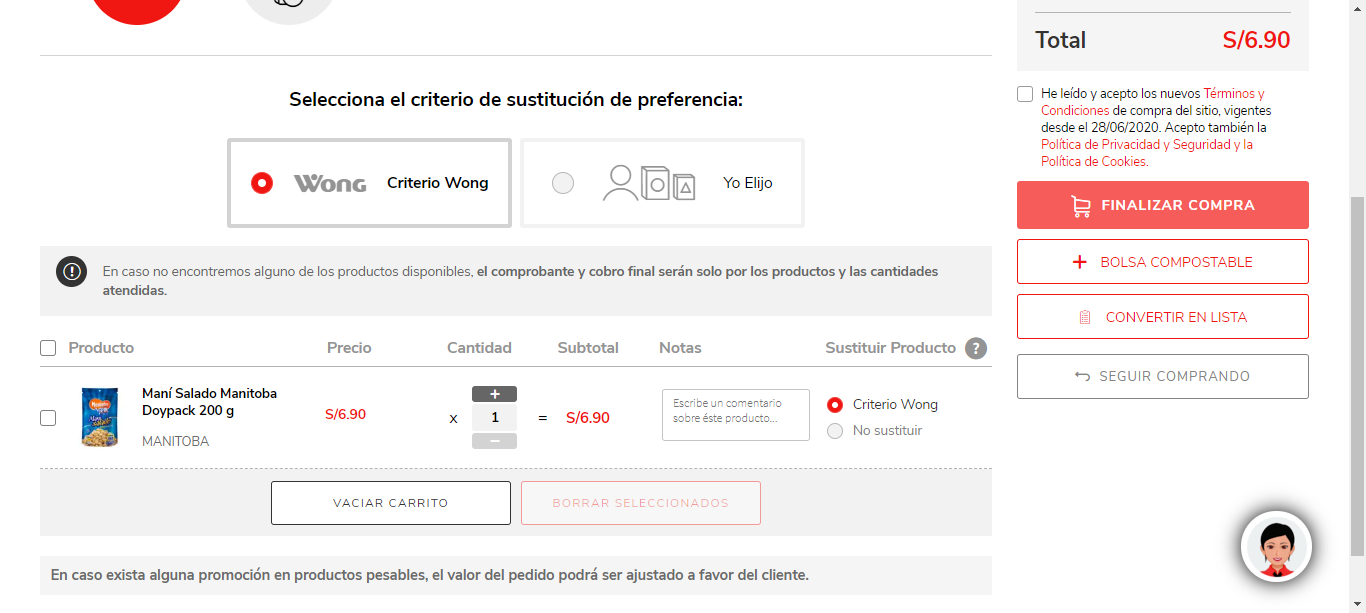 Selecciona el criterio de sustitución de preferencia:
Wong Criterio Wong
Yo Elijo
En caso no encontremos alguno de los productos disponibles, el comprobante y cobro final serán solo por los productos y las cantidades
atendidas.
Producto Precio Cantidad Subtotal Notas Sustituir Producto ?
Maní Salado Manitoba
Doypack 200 g
MANITOBA
S/6.90
x
+
1
−
=
S/6.90
Escribe un comentario
sobre éste producto...
Criterio Wong
No sustituir
VACIAR CARRITO
BORRAR SELECCIONADOS
En caso exista alguna promoción en productos pesables, el valor del pedido podrá ser ajustado a favor del cliente.
Total S/6.90
He leído y acepto los nuevos Términos y
Condiciones de compra del sitio, vigentes
desde el 28/06/2020. Acepto también la
Política de Privacidad y Seguridad y la
Política de Cookies.
FINALIZAR COMPRA
+ BOLSA COMPOSTABLE
CONVERTIR EN LISTA
SEGUIR COMPRANDO